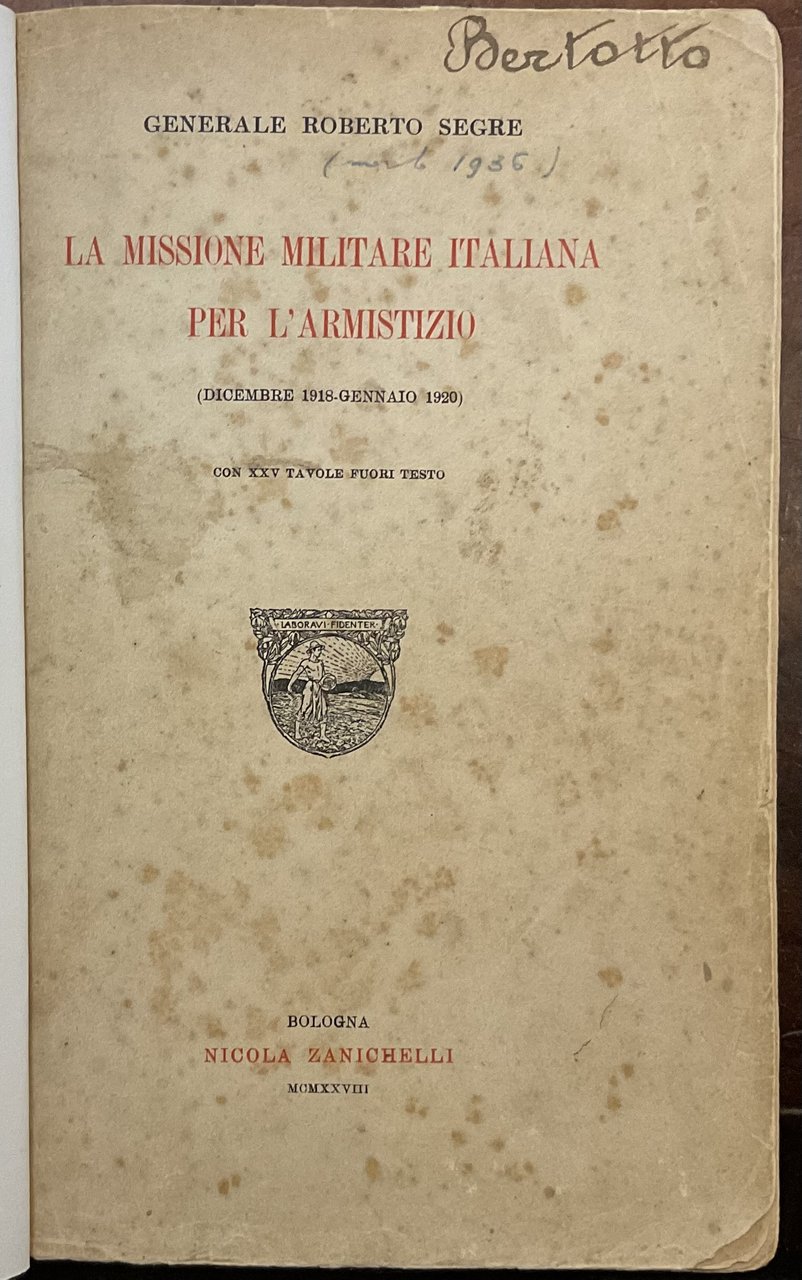 Bertotto
GENERALE ROBERTO SEGRE
(mort 1936)
LA MISSIONE MILITARE ITALIANA
PER L'ARMISTIZIO
(DICEMBRE 1918-GENNAIO 1920)
CON XXV TAVOLE FUORI TESTO
LABORAVI·FIDENTER·
BOLOGNA
NICOLA ZANICHELLI
MCMXXVIII